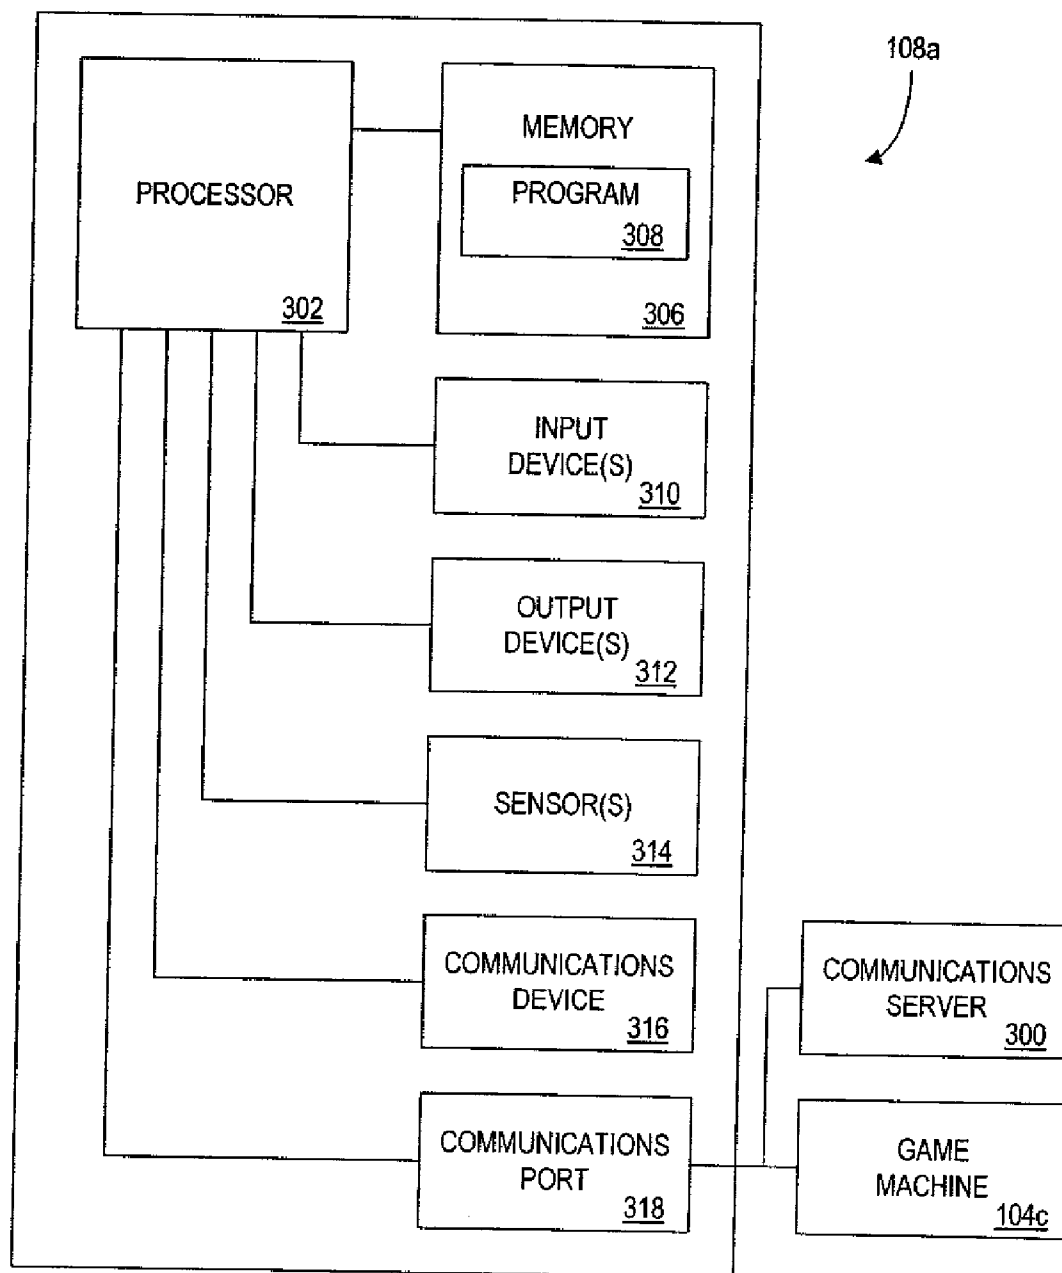 108a
PROCESSOR
302
MEMORY
PROGRAM
308
306
INPUT
DEVICE(S)
310
OUTPUT
DEVICE(S)
312
SENSOR(S)
314
COMMUNICATIONS
DEVICE
316
COMMUNICATIONS
SERVER
300
COMMUNICATIONS
PORT
318
GAME
MACHINE
104c